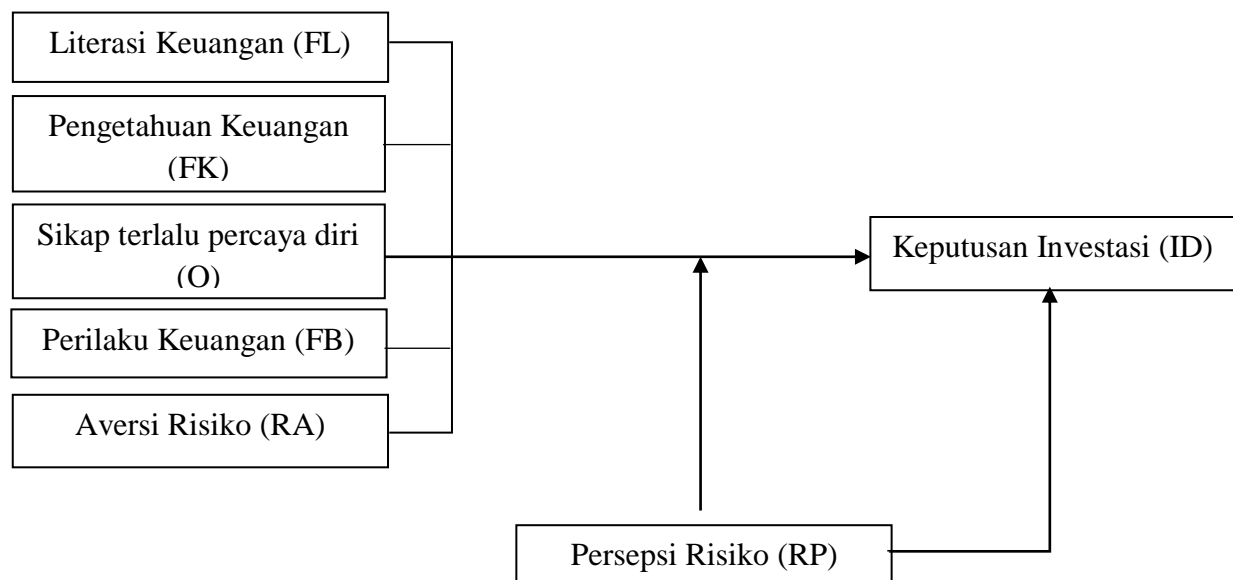 Literasi Keuangan (FL)
Pengetahuan Keuangan
(FK)
Sikap terlalu percaya diri
(O)
Perilaku Keuangan (FB)
Aversi Risiko (RA)
Keputusan Investasi (ID)
Persepsi Risiko (RP)